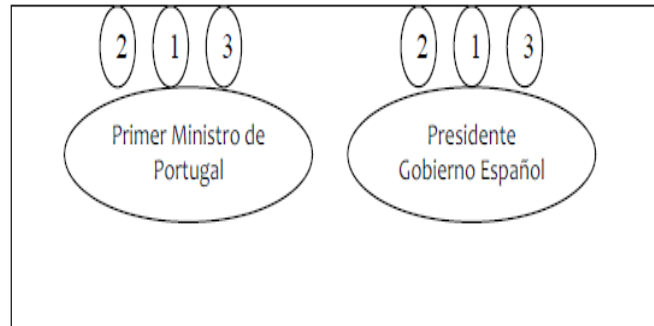 2 1 3 2 1 3
Primer Ministro de
Portugal
Presidente
Gobierno Español